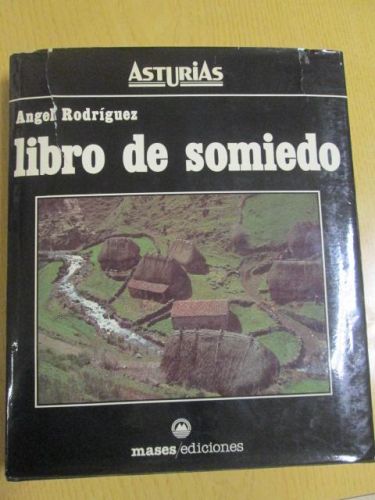 ASTURIAS
Angel Rodríguez
libro de somiedo
mases/ediciones